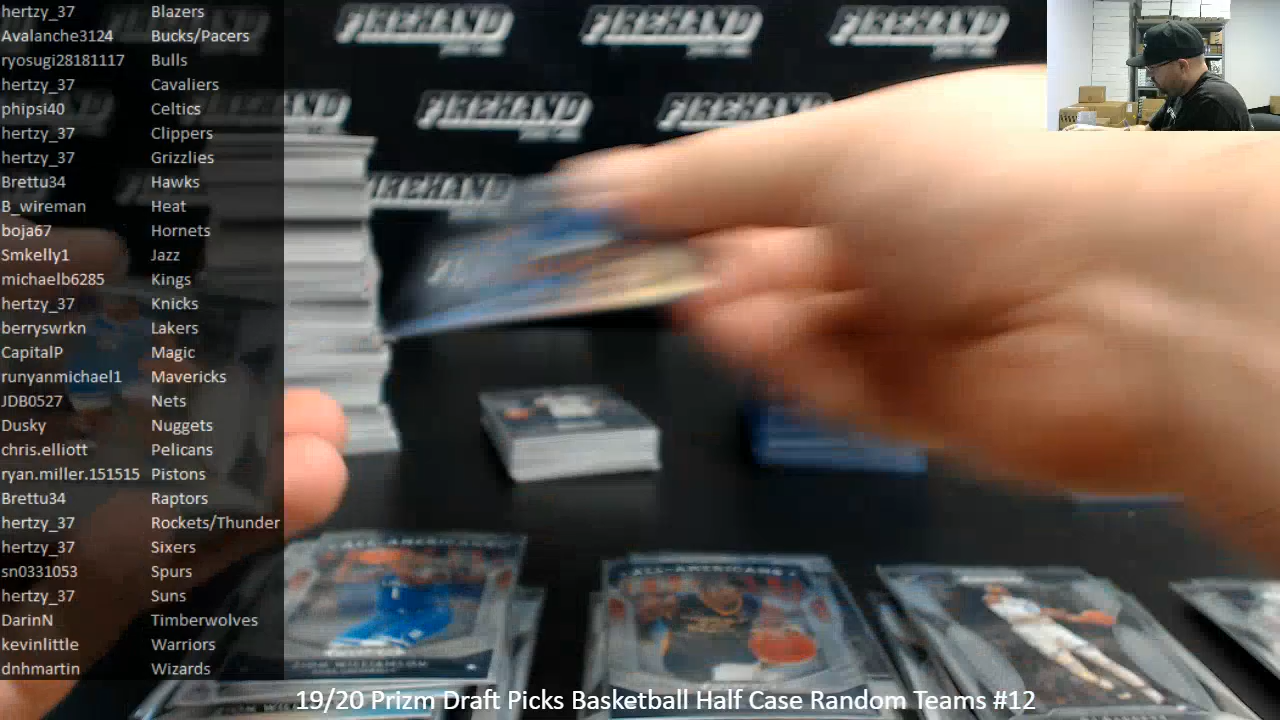 hertzy_37 Blazers
Avalanche3124 Bucks/Pacers
ryosugi28181117 Bulls
hertzy_37 Cavaliers
phipsi40 Celtics
hertzy_37 Clippers
hertzy_37 Grizzlies
Brettu34 Hawks
B_wireman Heat
boja67 Hornets
Smkelly1 Jazz
michaelb6285 Kings
hertzy_37 Knicks
berryswrkn Lakers
CapitalP Magic
runyanmichael1 Mavericks
JDB0527 Nets
Dusky Nuggets
chris.elliott Pelicans
ryan.miller.151515 Pistons
Brettu34 Raptors
hertzy_37 Rockets/Thunder
hertzy_37 Sixers
sn0331053 Spurs
hertzy_37 Suns
DarinN Timberwolves
kevinlittle Warriors
dnhmartin Wizards
FIREHAND FIREHAND FIREHAND
FIREHAND FIREHAND
FIREHAND
ALL-AMERICANS
ALL-AMERICANS
ZION WILLIAMSON
19/20 Prizm Draft Picks Basketball Half Case Random Teams #12